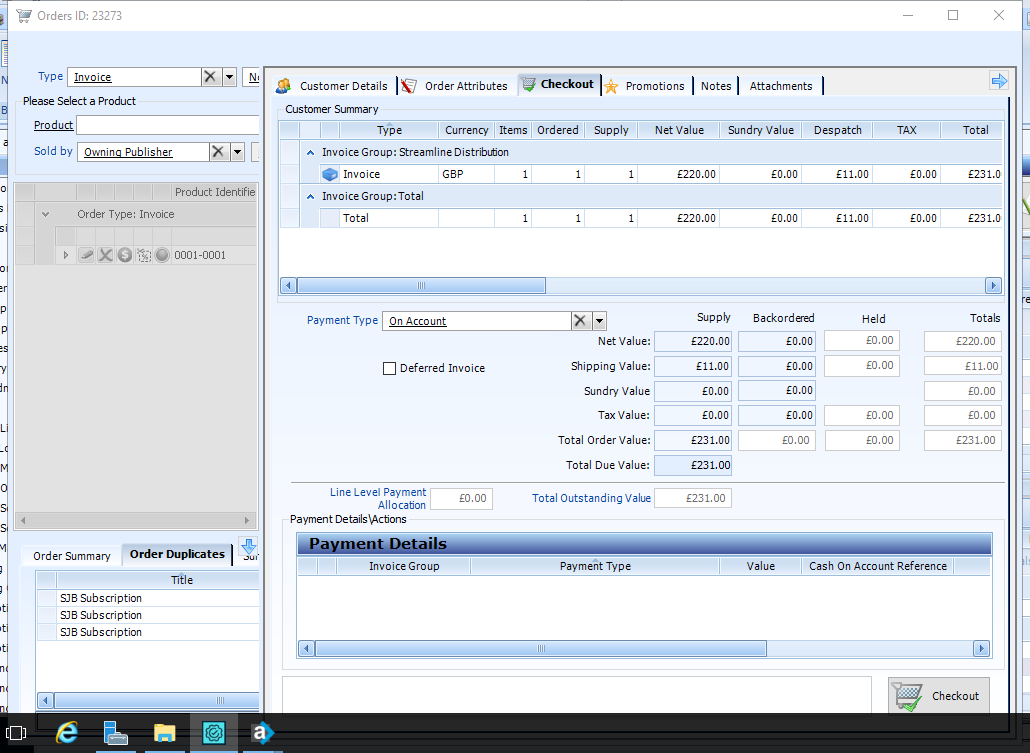 Orders ID: 23273
Type Invoice
Please Select a Product
Product
Sold by Owning Publisher
Product Identifie
Order Type: Invoice
0001-0001
Order Summary Order Duplicates
Title
SJB Subscription
SJB Subscription
SJB Subscription
Customer Details Order Attributes Checkout Promotions Notes Attachments
Customer Summary
Type Currency Items Ordered Supply Net Value Sundry Value Despatch TAX Total
Invoice Group: Streamline Distribution
Invoice GBP 1 1 1 £220.00 £0.00 £11.00 £0.00 £231.0
Invoice Group: Total
Total 1 1 1 £220.00 £0.00 £11.00 £0.00 £231.0
Payment Type On Account
Supply Backordered Held Totals
Net Value: £220.00 £0.00 £0.00 £220.00
Deferred Invoice
Shipping Value: £11.00 £0.00 £0.00 £11.00
Sundry Value £0.00 £0.00 £0.00
Tax Value: £0.00 £0.00 £0.00 £0.00
Total Order Value: £231.00 £0.00 £0.00 £231.00
Total Due Value: £231.00
Line Level Payment
Allocation £0.00 Total Outstanding Value £231.00
Payment Details\Actions
Payment Details
Invoice Group Payment Type Value Cash On Account Reference
Checkout